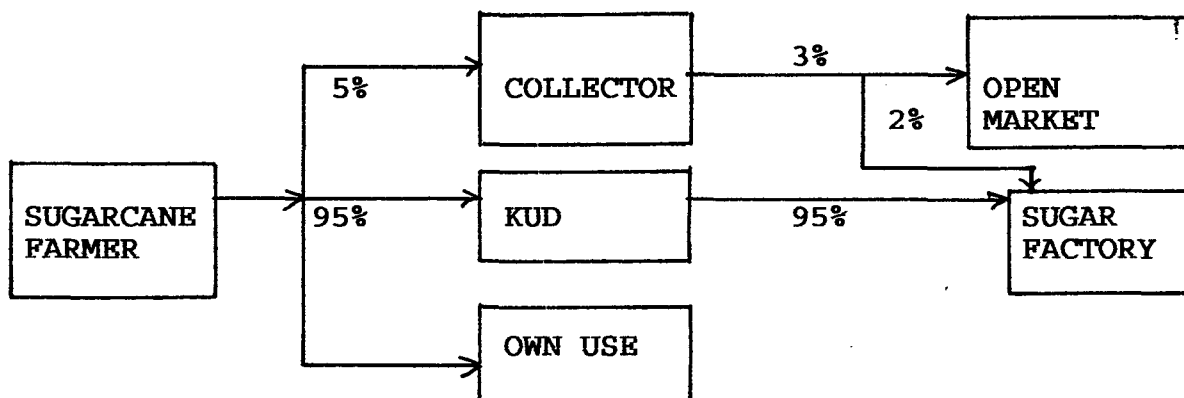 3%
5%
COLLECTOR
OPEN
MARKET
2%
SUGARCANE
FARMER
95%
KUD
95%
SUGAR
FACTORY
OWN USE